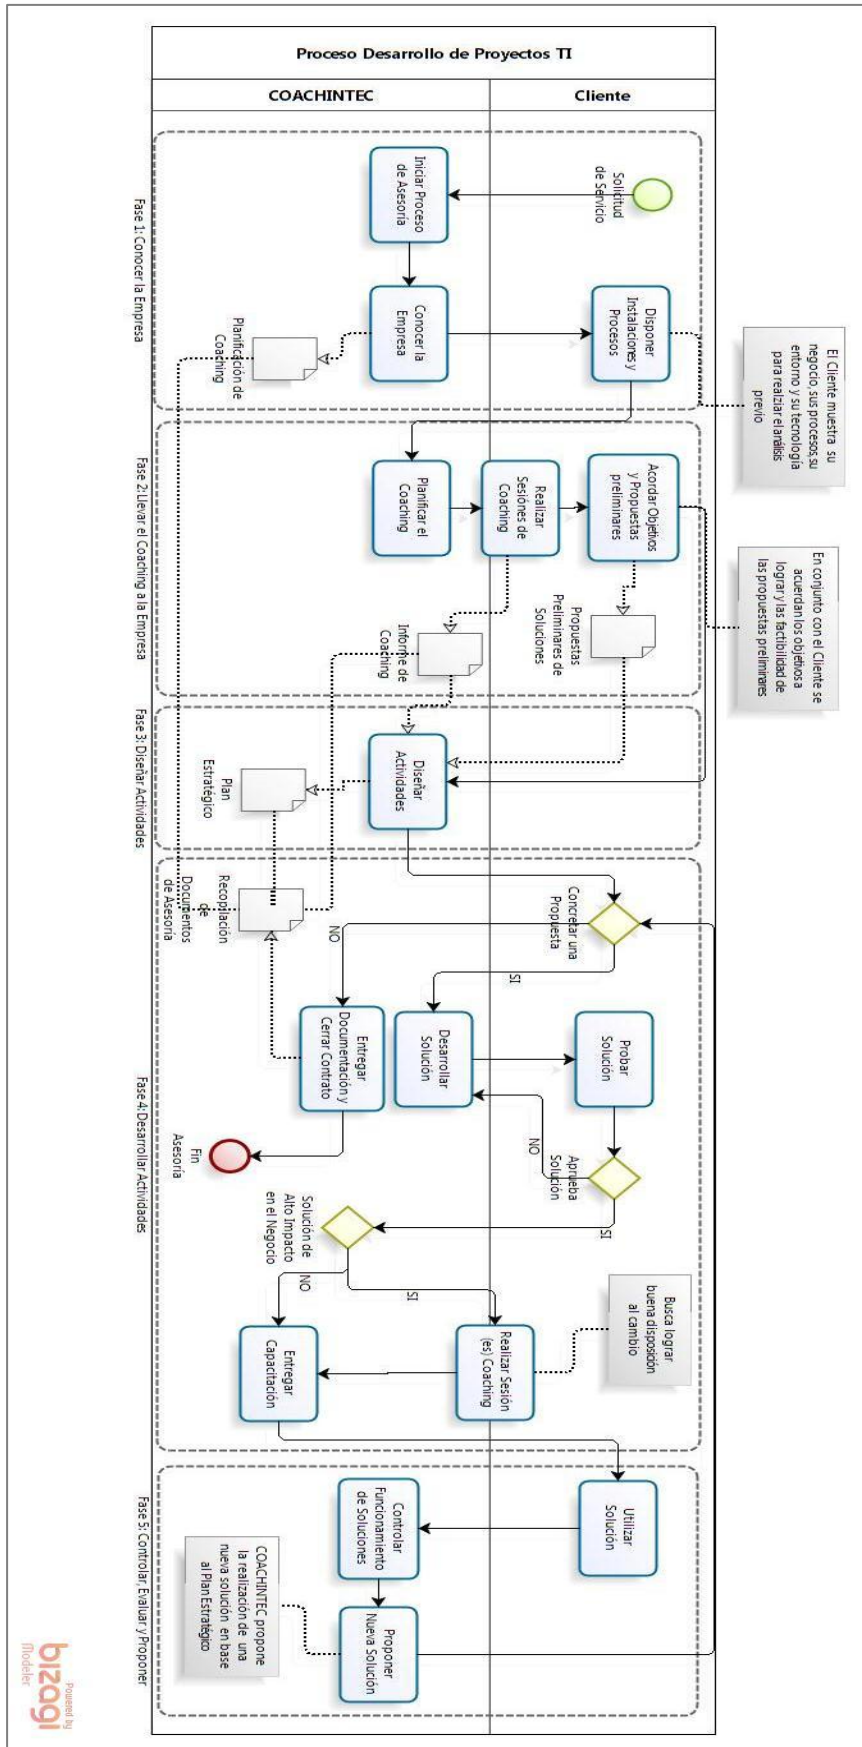 Proceso Desarrollo de Proyectos TI
COACHINTEC
Cliente
Solicitud
de Servicio
Iniciar Proceso
de Asesoría
Conocer la
Empresa
Disponer
Instalaciones y
Procesos
El Cliente muestra su
negocio, sus procesos, su
entorno y su tecnología
para realziar el análisis
previo
Planificación de
Coaching
Fase 1: Conocer la Empresa
Planificar el
Coaching
Realizar
Sesiónes de
Coaching
Acordar Objetivos
y Propuestas
preliminares
En conjunto con el Cliente se
acuerdan los objetivos a
lograr y las factibilidad de
las propuestas preliminares
Propuestas
Preliminares de
Soluciones
Informe de
Coaching
Fase 2: Llevar el Coaching a la Empresa
Diseñar
Actividades
Plan
Estratégico
Fase 3: Diseñar Actividades
Concretar una
Propuesta
Recopilación
de
Documentos
de Asesoría
NO
SI
Entregar
Documentación y
Cerrar Contrato
Desarrollar
Solución
Probar
Solución
Aprueba
Solución
NO
SI
Fin
Asesoría
Solución de
Alto Impacto
en el Negocio
NO
SI
Busca lograr
buena disposición
al cambio
Realizar Sesión
(es) Coaching
Entregar
Capacitación
Fase 4: Desarrollar Actividades
Utilizar
Solución
Controlar
Funcionamiento
de Soluciones
Proponer
Nueva Solución
COACHINTEC propone
la realización de una
nueva solución en base
al Plan Estratégico
Fase 5: Controlar, Evaluar y Proponer
Powered by
bizagi
Modeler